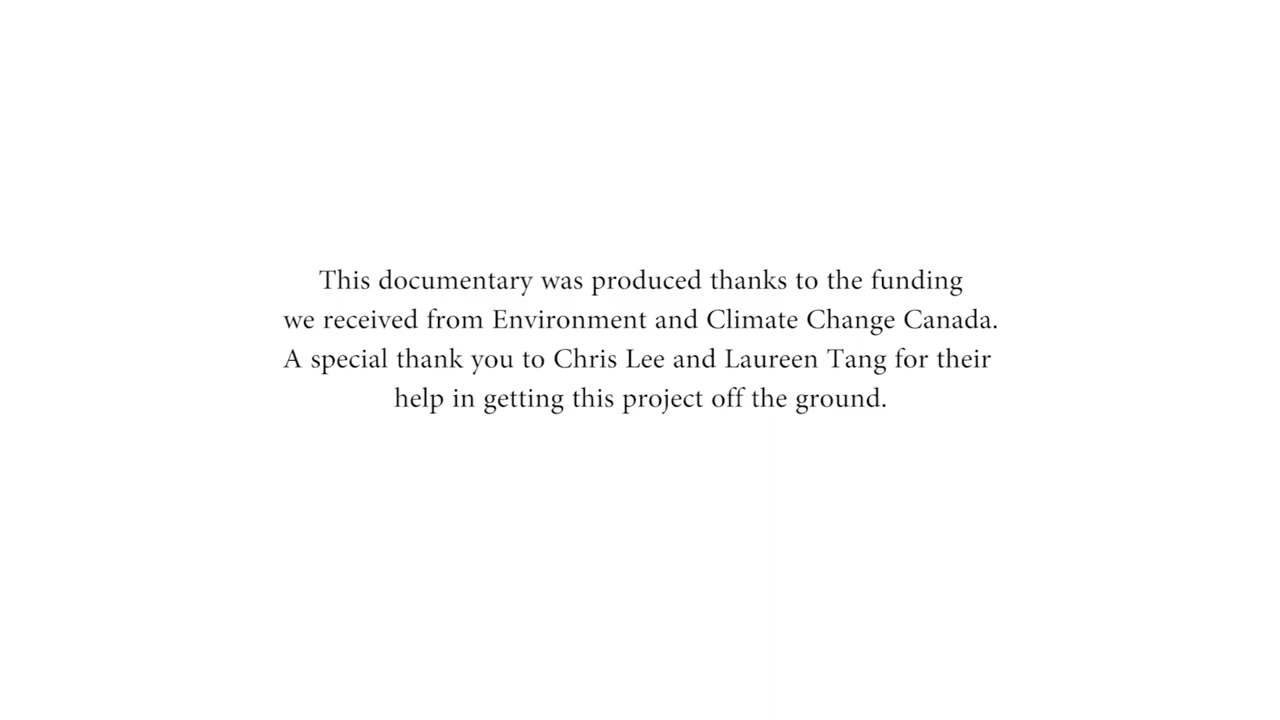 This documentary was produced thanks to the funding
we received from Environment and Climate Change Canada.
A special thank you to Chris Lee and Laureen Tang for their
help in getting this project off the ground.